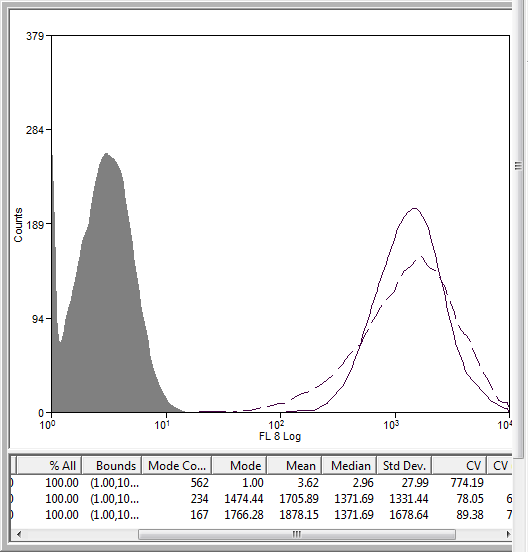 379
284
189
94
0
Counts
10⁰ 10¹ 10² 10³ 10⁴
FL 8 Log
% All Bounds Mode Co... Mode Mean Median Std Dev. CV CV
100.00 (1.00,10... 562 1.00 3.62 2.96 27.99 774.19
100.00 (1.00,10... 234 1474.44 1705.89 1371.69 1331.44 78.05 6
100.00 (1.00,10... 167 1766.28 1878.15 1371.69 1678.64 89.38 7